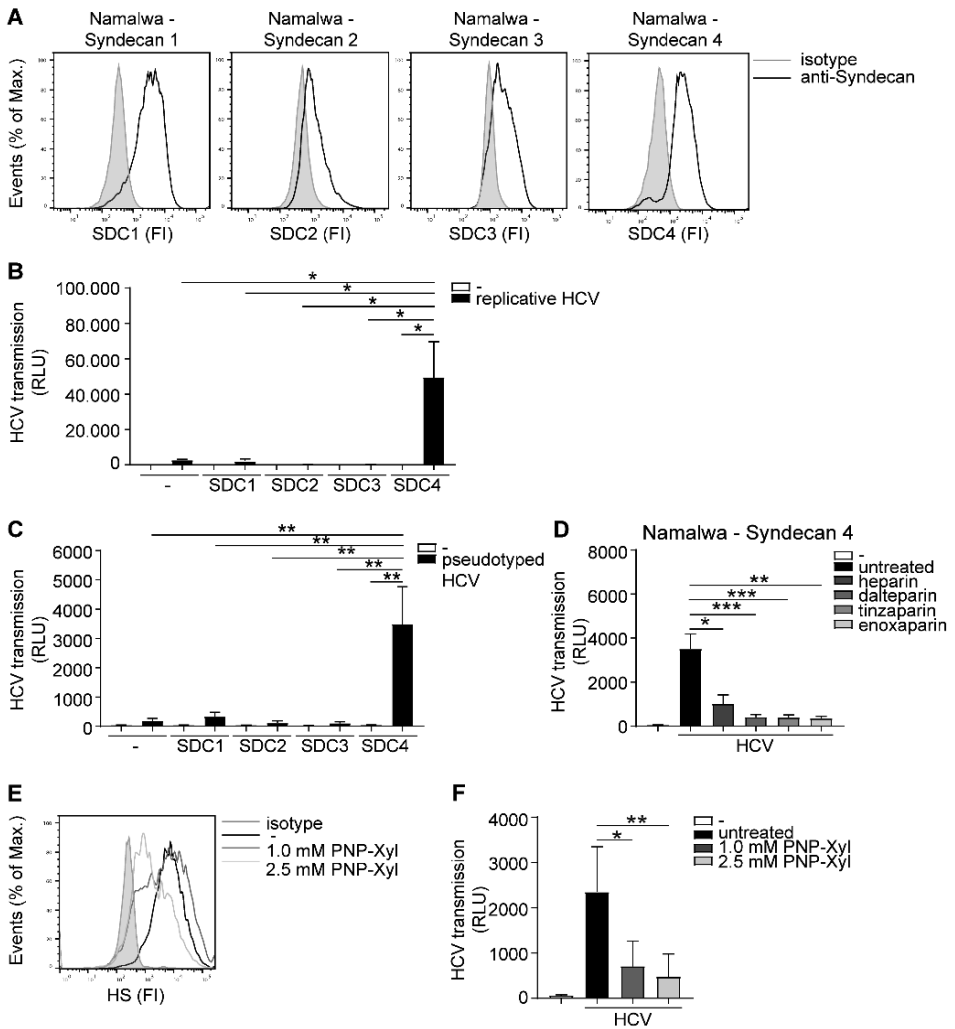 A
Namalwa -
Syndecan 1
Namalwa -
Syndecan 2
Namalwa -
Syndecan 3
Namalwa -
Syndecan 4
isotype
anti-Syndecan
Events (% of Max.)
SDC1 (FI)
SDC2 (FI)
SDC3 (FI)
SDC4 (FI)
B
HCV transmission
(RLU)
100.000
80.000
60.000
40.000
20.000
0
*
*
*
*
*
-
replicative HCV
-
SDC1
SDC2
SDC3
SDC4
C
HCV transmission
(RLU)
6000
5000
4000
3000
2000
1000
0
**
**
**
**
**
-
pseudotyped
HCV
-
SDC1
SDC2
SDC3
SDC4
D
Namalwa - Syndecan 4
HCV transmission
(RLU)
8000
6000
4000
2000
0
**
***
***
*
-
untreated
heparin
dalteparin
tinzaparin
enoxaparin
HCV
E
Events (% of Max.)
HS (FI)
isotype
-
1.0 mM PNP-Xyl
2.5 mM PNP-Xyl
F
HCV transmission
(RLU)
4000
3000
2000
1000
0
**
*
-
untreated
1.0 mM PNP-Xyl
2.5 mM PNP-Xyl
HCV